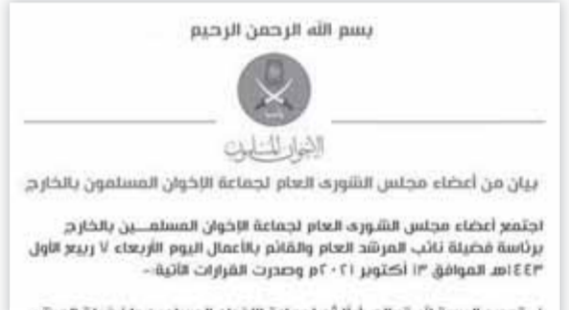 بسم الله الرحمن الرحيم
الإخوان المسلمون
بيان من أعضاء مجلس الشورى العام لجماعة الإخوان المسلمون بالخارج
اجتمع أعضاء مجلس الشورى العام لجماعة الإخوان المسلمــين بالخارج
برئاسة فضيلة نائب المرشد العام والقائم بالأعمال اليوم الأربعاء ٧ ربيع الأول
١٤٤٣هـ الموافق ١٣ أكتوبر ٢٠٢١م وصدرت القرارات الآتية:-